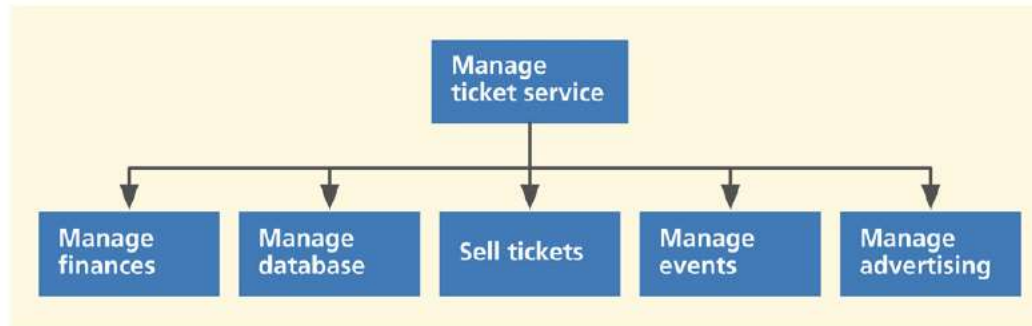 Manage
ticket service
Manage
finances
Manage
database
Sell tickets
Manage
events
Manage
advertising